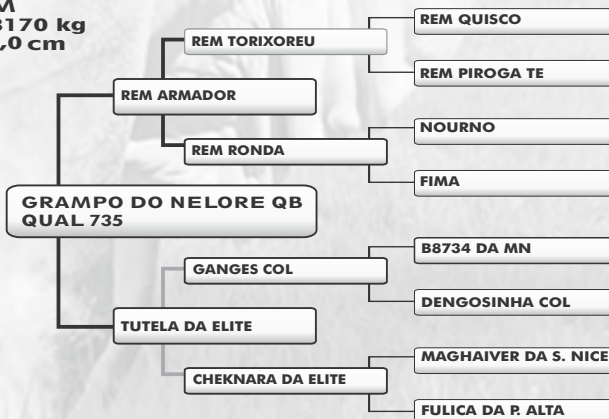 M
3170 kg
,0 cm
REM QUISCO
REM TORIXOREU
REM PIROGA TE
REM ARMADOR
NOURNO
REM RONDA
FIMA
GRAMPO DO NELORE QB
QUAL 735
B8734 DA MN
GANGES COL
DENGOSINHA COL
TUTELA DA ELITE
MAGHAIVER DA S. NICE
CHEKNARA DA ELITE
FULICA DA P. ALTA